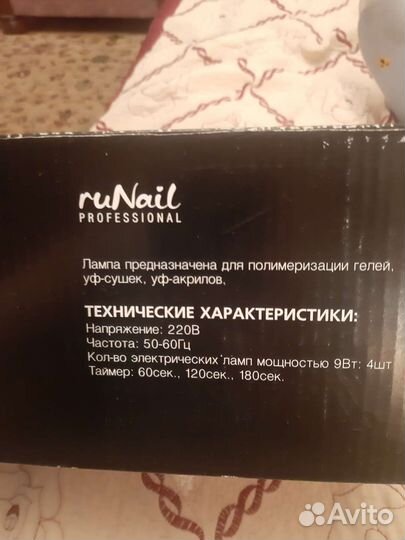 ruNail
PROFESSIONAL
Лампа предназначена для полимеризации гелей,
уф-сушек, уф-акрилов,
ТЕХНИЧЕСКИЕ ХАРАКТЕРИСТИКИ:
Напряжение: 220В
Частота: 50-60Гц
Кол-во электрических ламп мощностью 9Вт: 4шт
Таймер: 60сек., 120сек., 180сек.
Avito